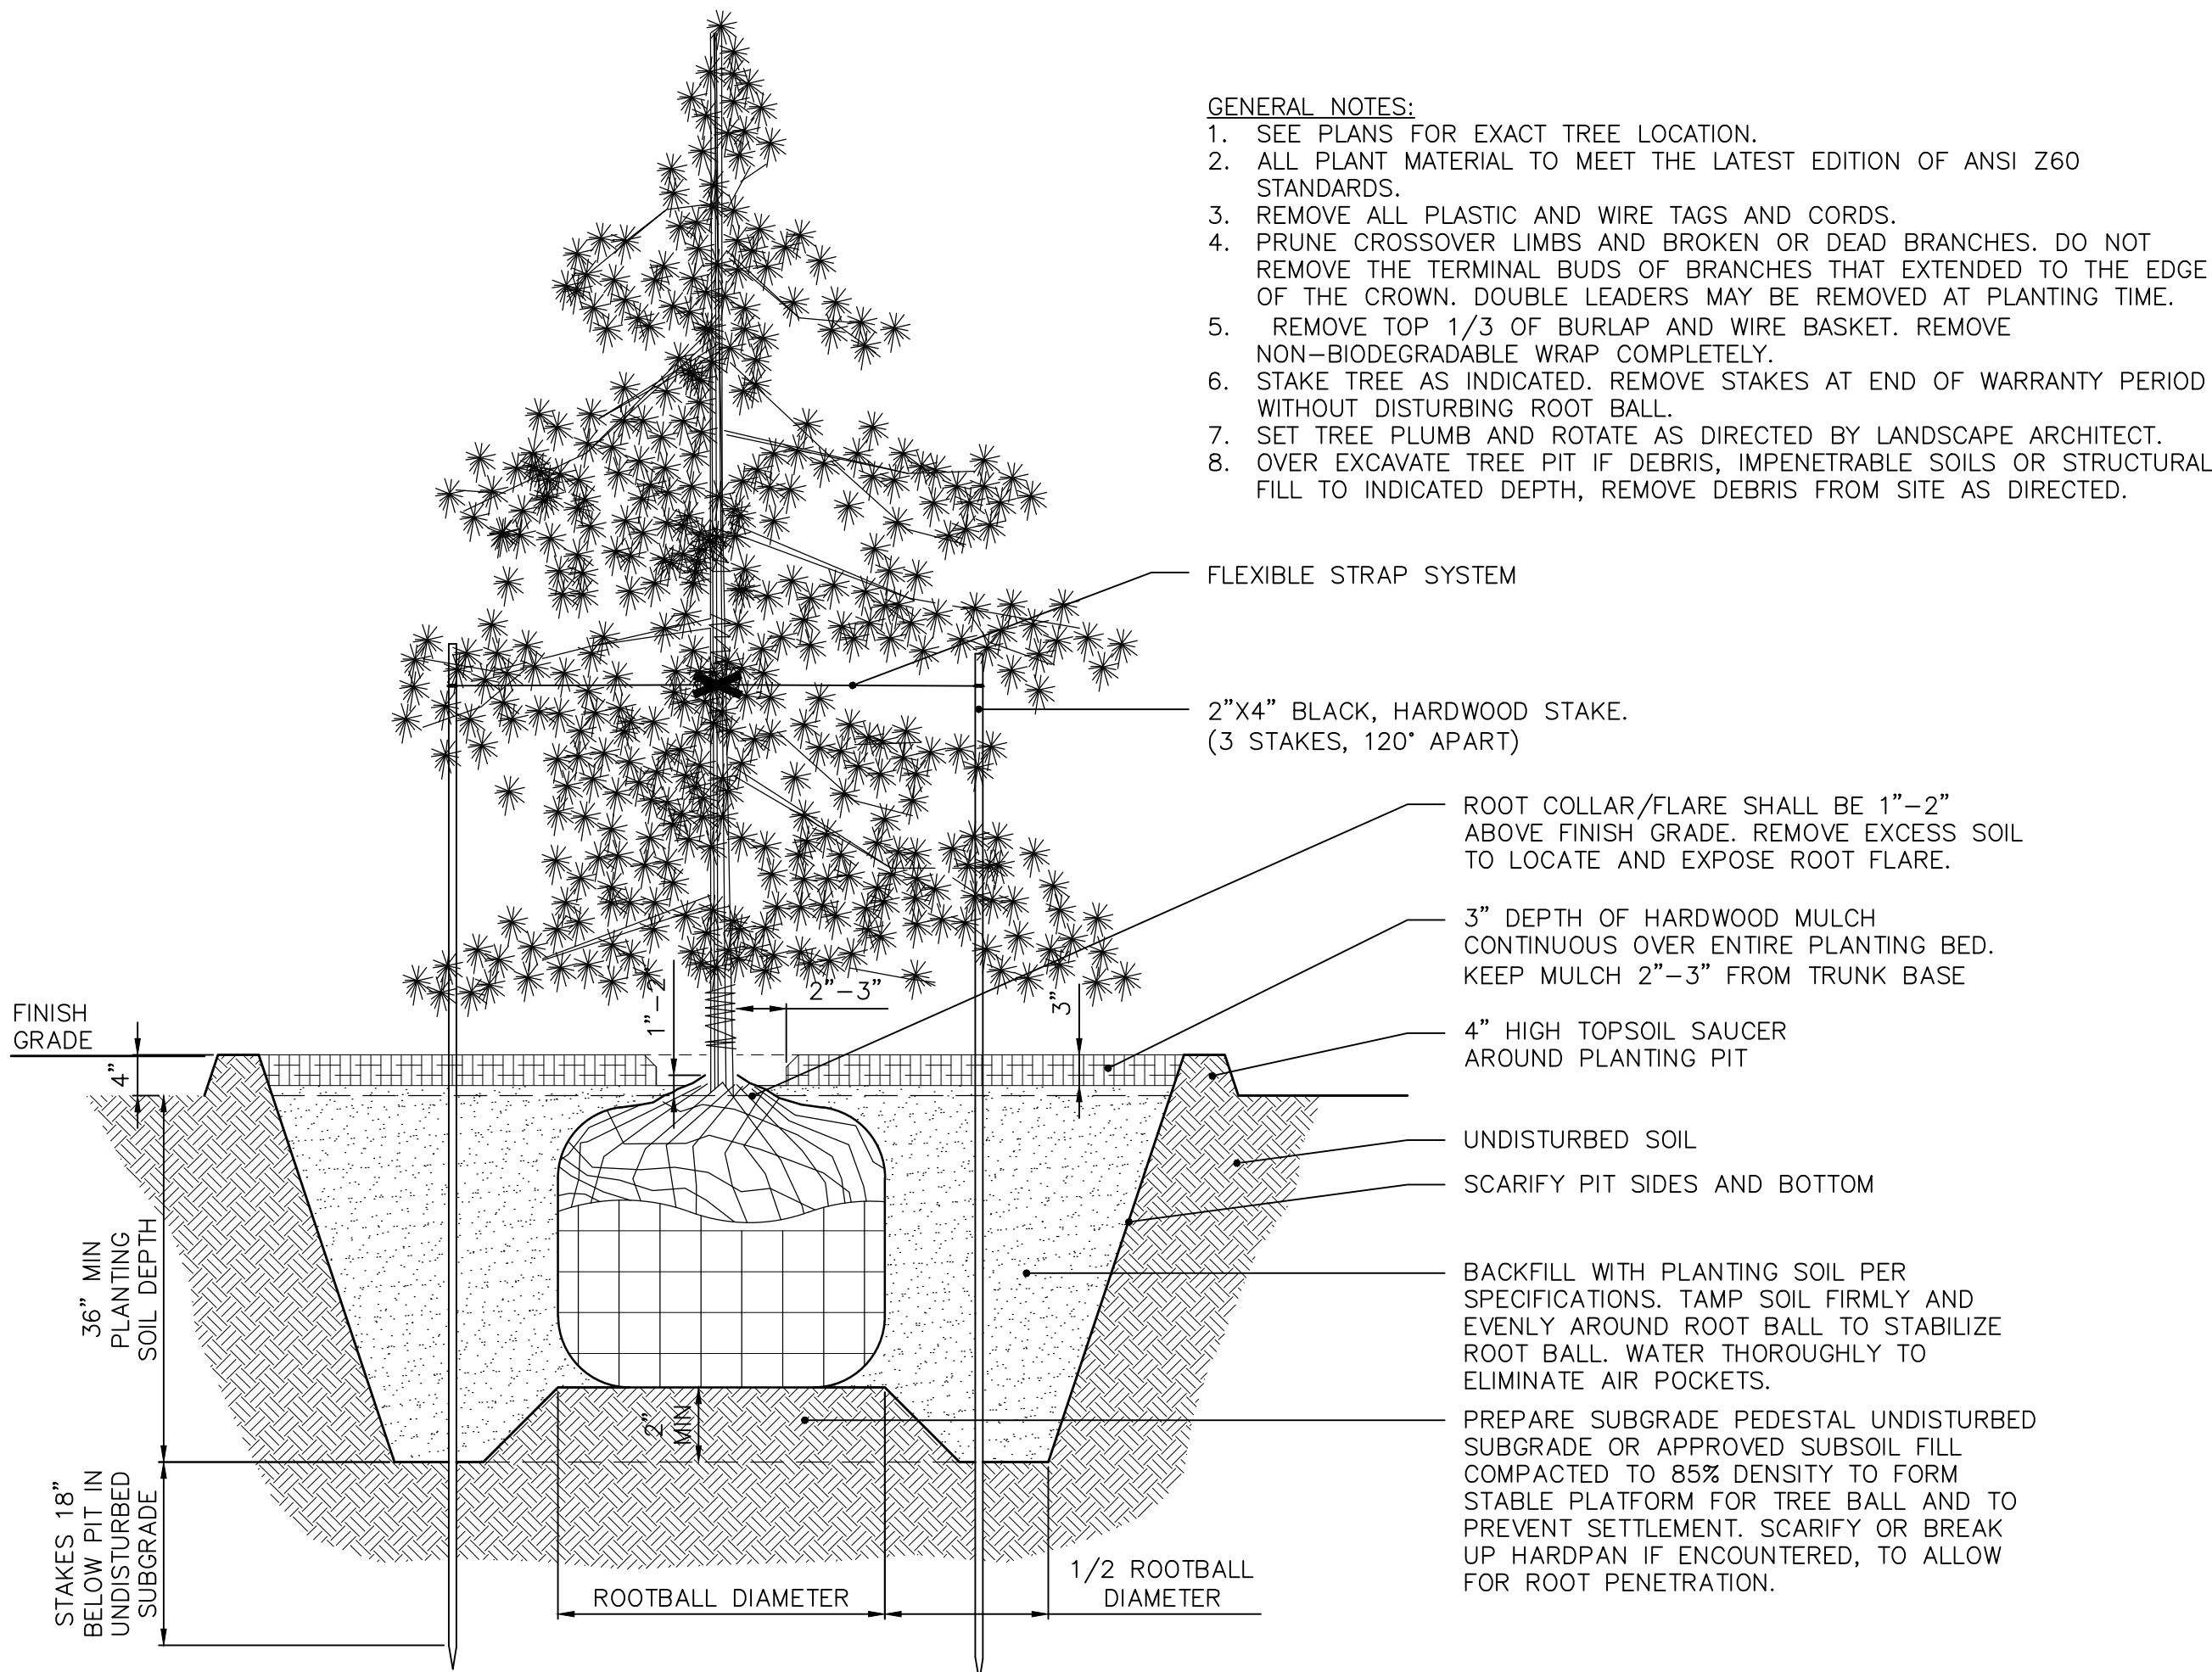 GENERAL NOTES:
1. SEE PLANS FOR EXACT TREE LOCATION.
2. ALL PLANT MATERIAL TO MEET THE LATEST EDITION OF ANSI Z60
STANDARDS.
3. REMOVE ALL PLASTIC AND WIRE TAGS AND CORDS.
4. PRUNE CROSSOVER LIMBS AND BROKEN OR DEAD BRANCHES. DO NOT
REMOVE THE TERMINAL BUDS OF BRANCHES THAT EXTENDED TO THE EDGE
OF THE CROWN. DOUBLE LEADERS MAY BE REMOVED AT PLANTING TIME.
5. REMOVE TOP 1/3 OF BURLAP AND WIRE BASKET. REMOVE
NON-BIODEGRADABLE WRAP COMPLETELY.
6. STAKE TREE AS INDICATED. REMOVE STAKES AT END OF WARRANTY PERIOD
WITHOUT DISTURBING ROOT BALL.
7. SET TREE PLUMB AND ROTATE AS DIRECTED BY LANDSCAPE ARCHITECT.
8. OVER EXCAVATE TREE PIT IF DEBRIS, IMPENETRABLE SOILS OR STRUCTURAL
FILL TO INDICATED DEPTH, REMOVE DEBRIS FROM SITE AS DIRECTED.
FLEXIBLE STRAP SYSTEM
2"X4" BLACK, HARDWOOD STAKE.
(3 STAKES, 120° APART)
ROOT COLLAR/FLARE SHALL BE 1"-2"
ABOVE FINISH GRADE. REMOVE EXCESS SOIL
TO LOCATE AND EXPOSE ROOT FLARE.
3" DEPTH OF HARDWOOD MULCH
CONTINUOUS OVER ENTIRE PLANTING BED.
KEEP MULCH 2"-3" FROM TRUNK BASE
4" HIGH TOPSOIL SAUCER
AROUND PLANTING PIT
UNDISTURBED SOIL
SCARIFY PIT SIDES AND BOTTOM
BACKFILL WITH PLANTING SOIL PER
SPECIFICATIONS. TAMP SOIL FIRMLY AND
EVENLY AROUND ROOT BALL TO STABILIZE
ROOT BALL. WATER THOROUGHLY TO
ELIMINATE AIR POCKETS.
PREPARE SUBGRADE PEDESTAL UNDISTURBED
SUBGRADE OR APPROVED SUBSOIL FILL
COMPACTED TO 85% DENSITY TO FORM
STABLE PLATFORM FOR TREE BALL AND TO
PREVENT SETTLEMENT. SCARIFY OR BREAK
UP HARDPAN IF ENCOUNTERED, TO ALLOW
FOR ROOT PENETRATION.
FINISH
GRADE
4"
1"-2"
2"-3"
3"
36" MIN
PLANTING
SOIL DEPTH
2"
MIN
STAKES 18"
BELOW PIT IN
UNDISTURBED
SUBGRADE
ROOTBALL DIAMETER
1/2 ROOTBALL
DIAMETER